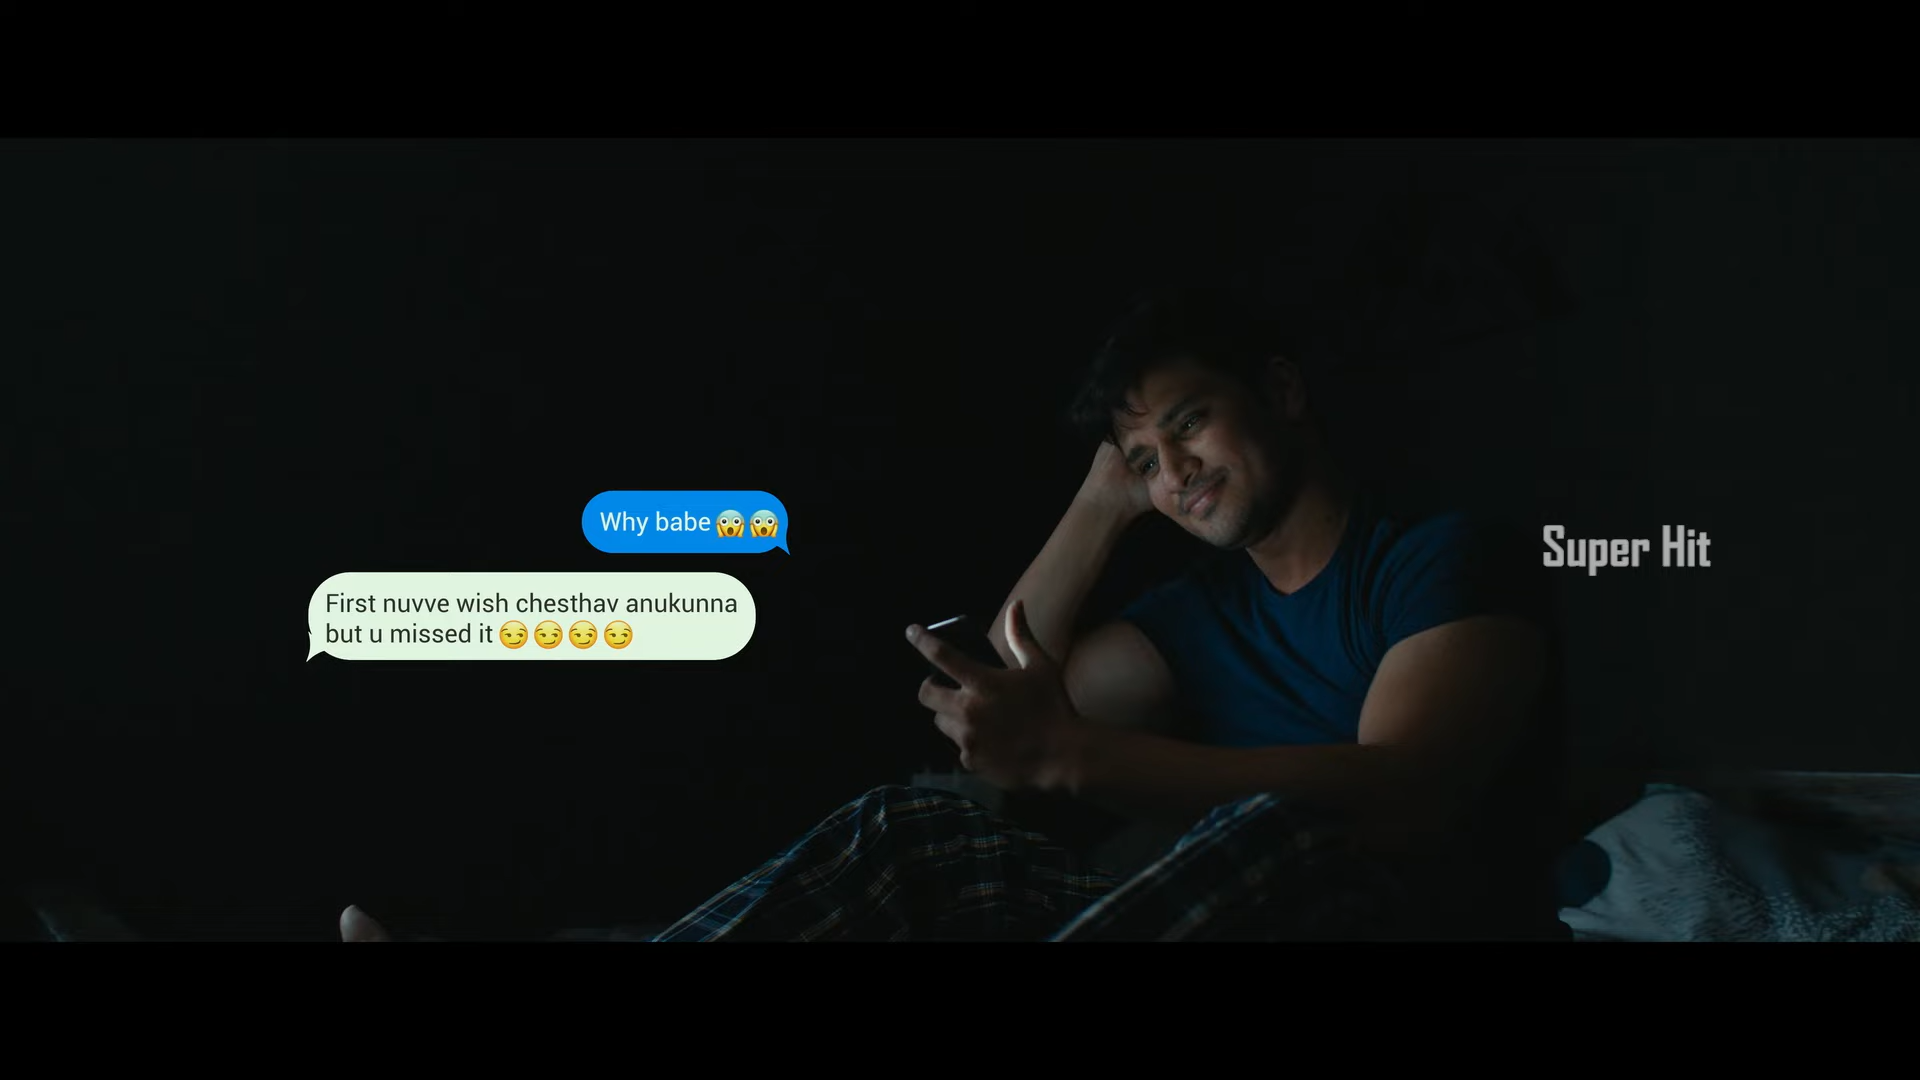 Why babe😱😱
First nuvve wish chesthav anukunna
but u missed it 😏😏😏😏
Super Hit